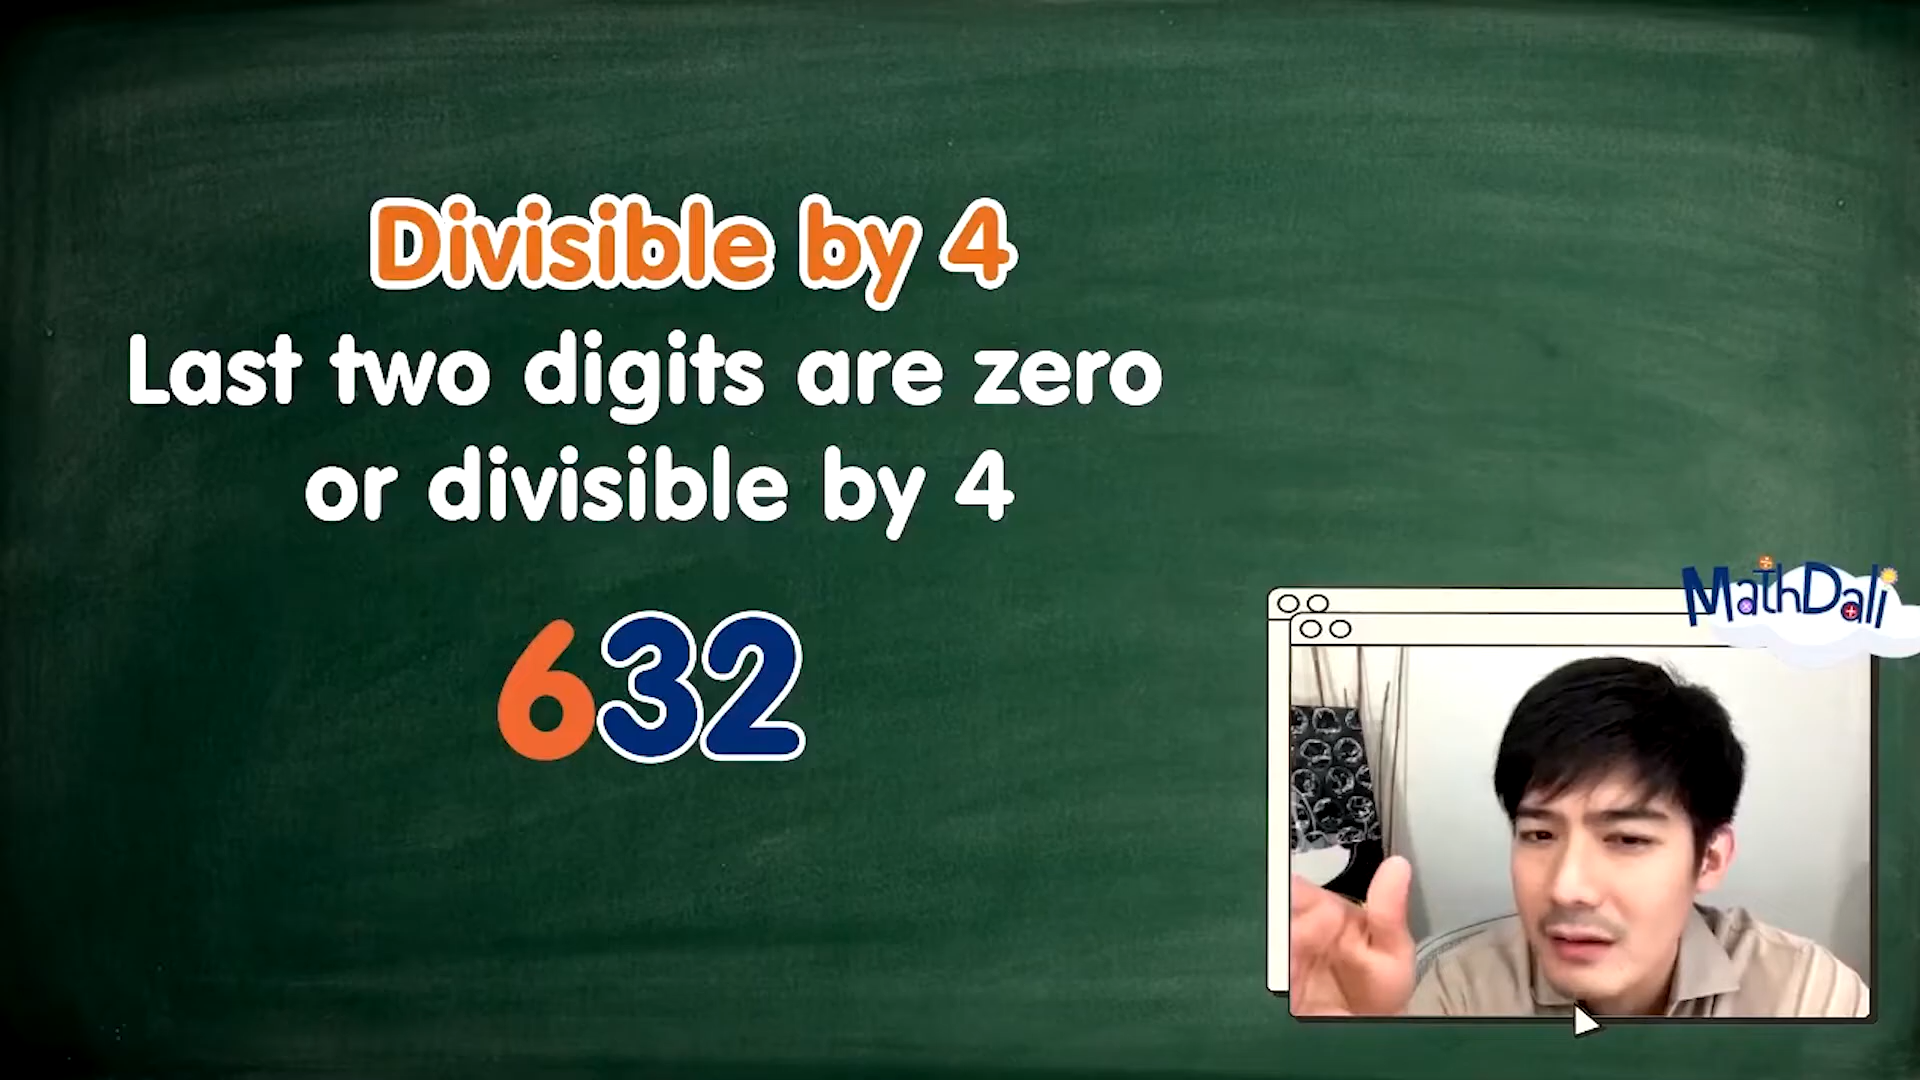 Divisible by 4
Last two digits are zero
or divisible by 4
632
MathDali